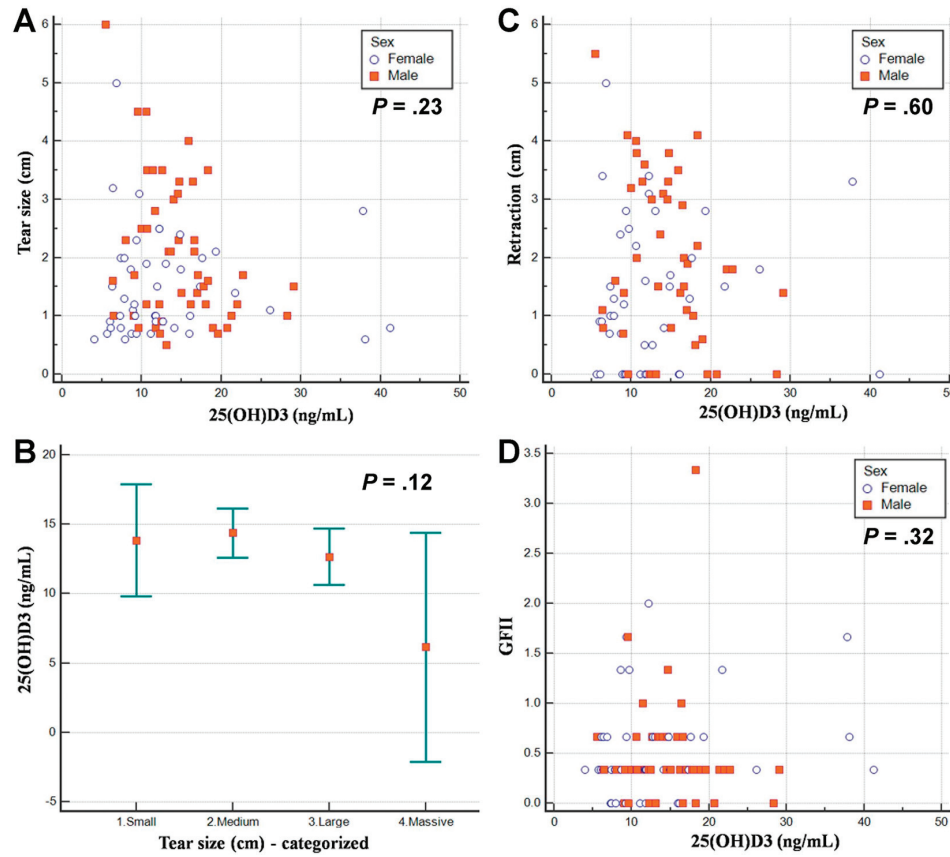 A
Tear size (cm)
6
5
4
3
2
1
0
Sex
Female
Male
P = .23
0 10 20 30 40 50
25(OH)D3 (ng/mL)
C
Retraction (cm)
6
5
4
3
2
1
0
Sex
Female
Male
P = .60
0 10 20 30 40 50
25(OH)D3 (ng/mL)
B
25(OH)D3 (ng/mL)
20
15
10
5
0
-5
P = .12
1.Small 2.Medium 3.Large 4.Massive
Tear size (cm) - categorized
D
GFII
3.5
3.0
2.5
2.0
1.5
1.0
0.5
0.0
Sex
Female
Male
P = .32
0 10 20 30 40 50
25(OH)D3 (ng/mL)